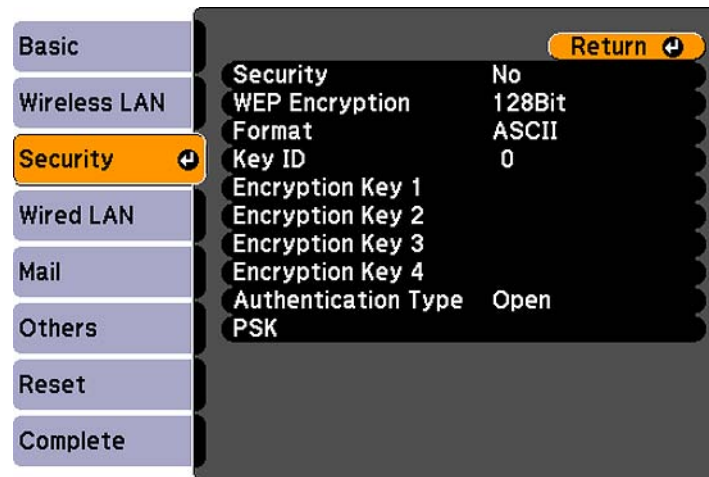 Basic
Wireless LAN
Security
Wired LAN
Mail
Others
Reset
Complete
Return
Security No
WEP Encryption 128Bit
Format ASCII
Key ID 0
Encryption Key 1
Encryption Key 2
Encryption Key 3
Encryption Key 4
Authentication Type Open
PSK